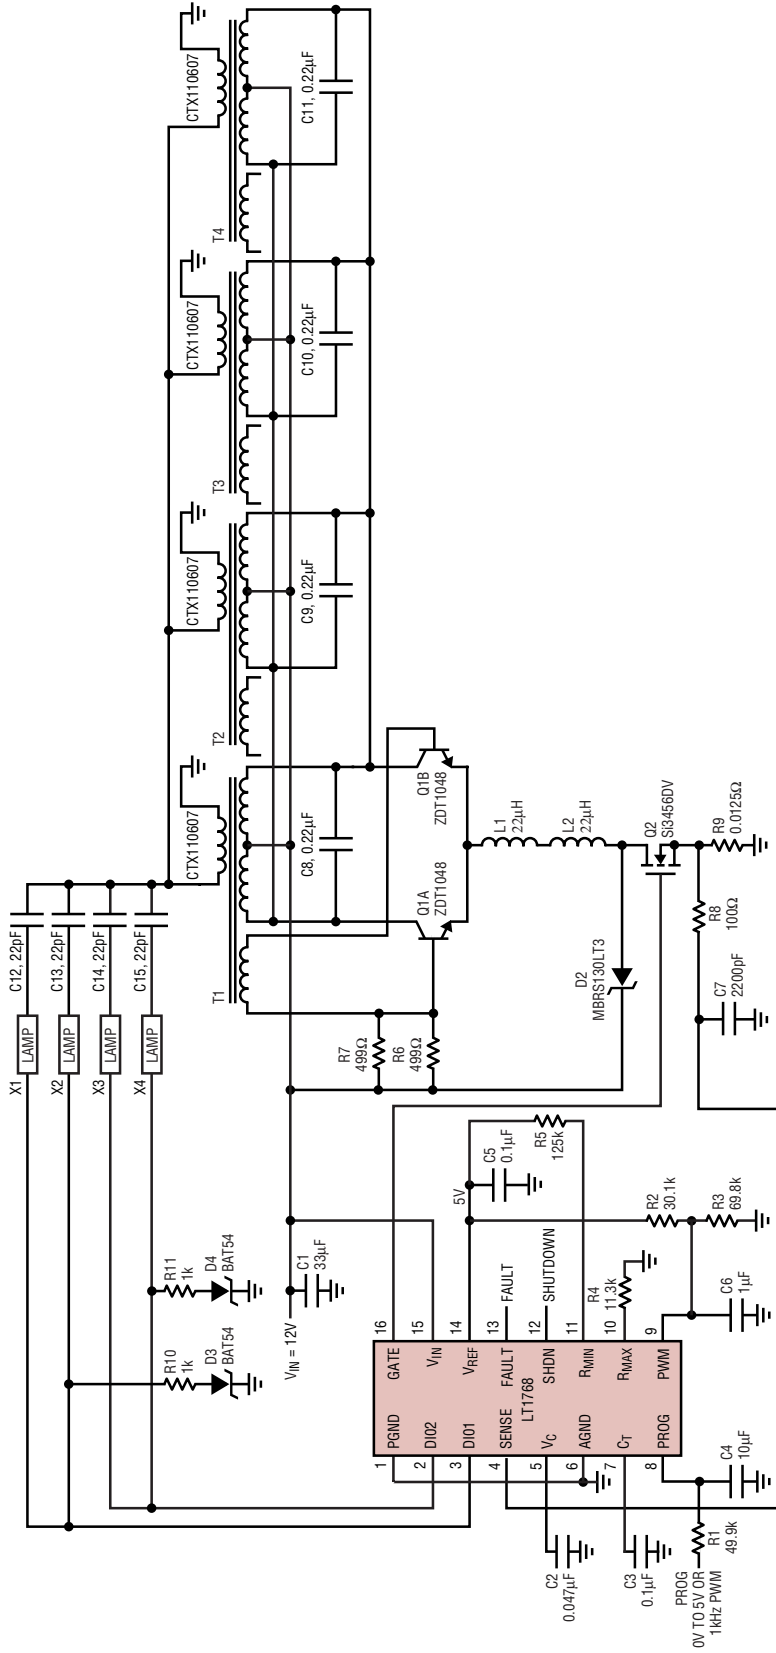 X1
LAMP
C12, 22pF
X2
LAMP
C13, 22pF
X3
LAMP
C14, 22pF
X4
LAMP
C15, 22pF
CTX110607
T1
C8, 0.22µF
CTX110607
T2
C9, 0.22µF
CTX110607
T3
C10, 0.22µF
CTX110607
T4
C11, 0.22µF
R10
1k
D3
BAT54
R11
1k
D4
BAT54
VIN = 12V
C1
33µF
R7
499Ω
R6
499Ω
Q1A
ZDT1048
Q1B
ZDT1048
L1
22µH
L2
22µH
D2
MBRS130LT3
Q2
Si3456DV
R9
0.0125Ω
R8
100Ω
C7
2200pF
5V
C5
0.1µF
R5
125k
R2
30.1k
R3
69.8k
R4
11.3k
C6
1µF
FAULT
SHUTDOWN
LT1768
1
PGND
2
DIO2
3
DIO1
4
SENSE
5
VC
6
AGND
7
CT
8
PROG
16
GATE
15
VIN
14
VREF
13
FAULT
12
SHDN
11
RMIN
10
RMAX
9
PWM
C2
0.047µF
C3
0.1µF
C4
10µF
R1
49.9k
PROG
0V TO 5V OR
1kHz PWM